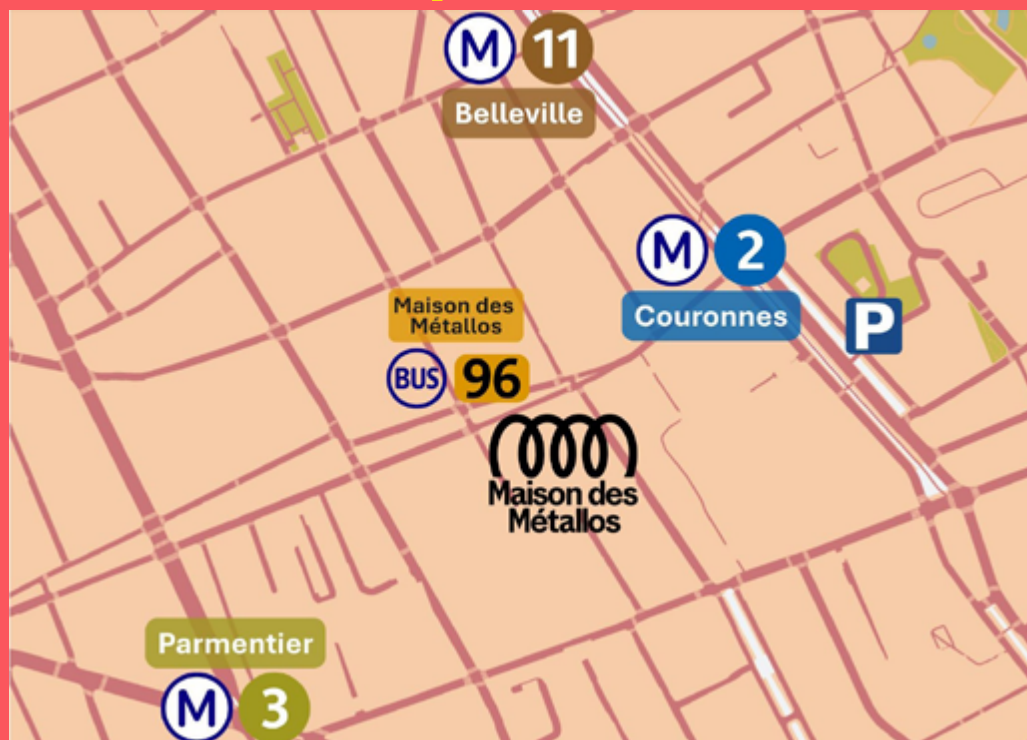 M 11
Belleville
M 2
Couronnes
P
Maison des
Métallos
BUS 96
Maison des
Métallos
Parmentier
M 3